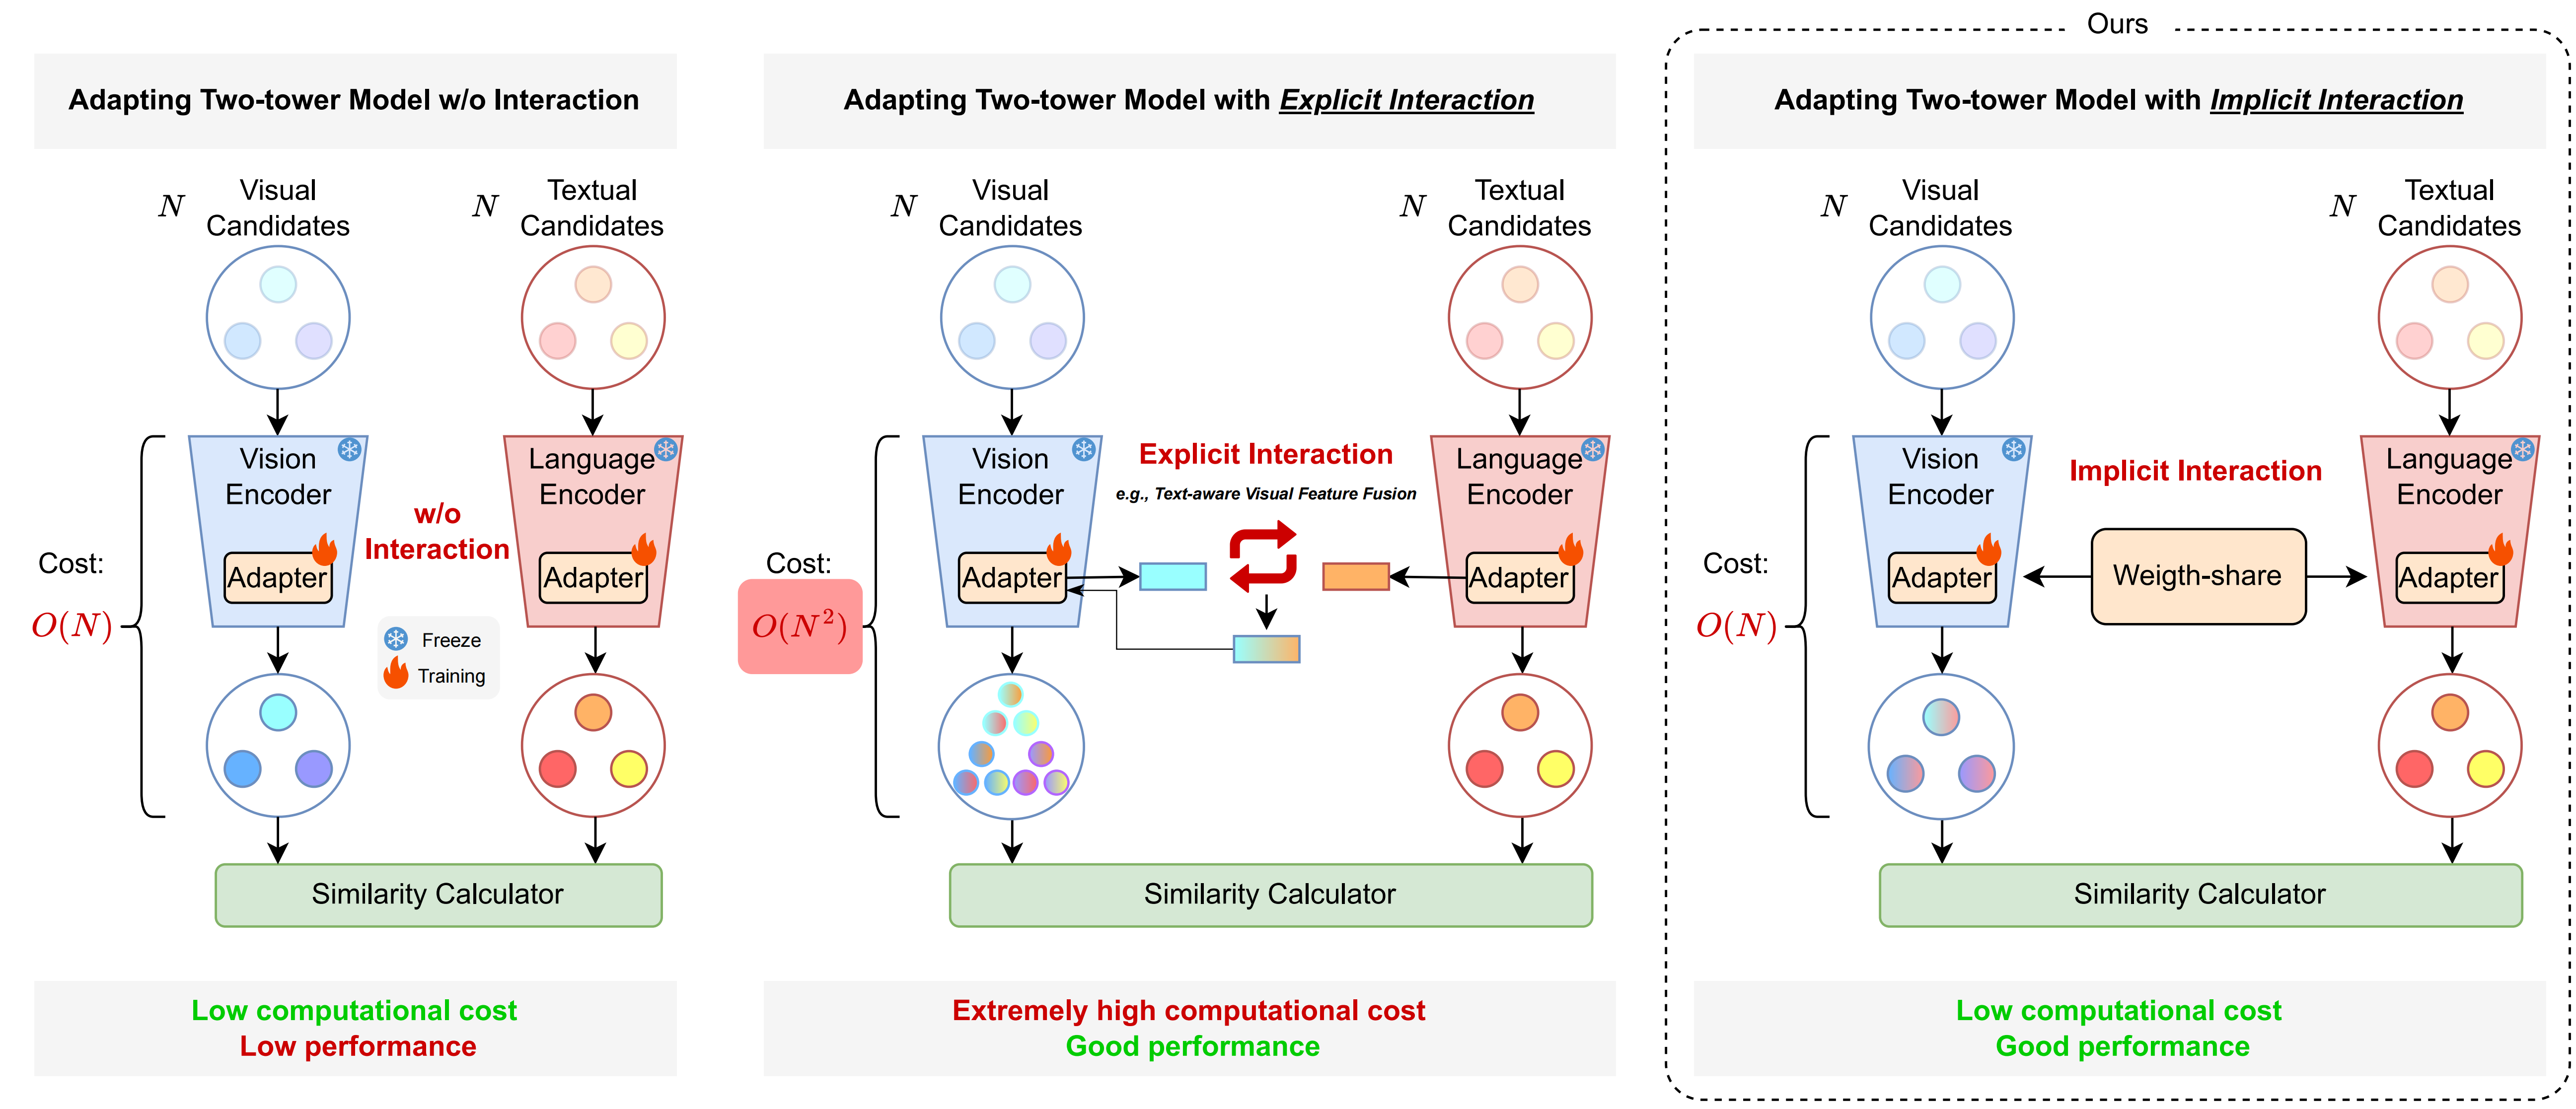 Ours
Adapting Two-tower Model w/o Interaction
N
Visual
Candidates
N
Textual
Candidates
Vision
Encoder
Adapter
Language
Encoder
Adapter
w/o
Interaction
Cost:
O(N)
Freeze
Training
Similarity Calculator
Low computational cost
Low performance
Adapting Two-tower Model with Explicit Interaction
N
Visual
Candidates
N
Textual
Candidates
Vision
Encoder
Adapter
Explicit Interaction
e.g., Text-aware Visual Feature Fusion
Language
Encoder
Adapter
Cost:
O(N²)
Similarity Calculator
Extremely high computational cost
Good performance
Adapting Two-tower Model with Implicit Interaction
N
Visual
Candidates
N
Textual
Candidates
Vision
Encoder
Adapter
Implicit Interaction
Weigth-share
Language
Encoder
Adapter
Cost:
O(N)
Similarity Calculator
Low computational cost
Good performance